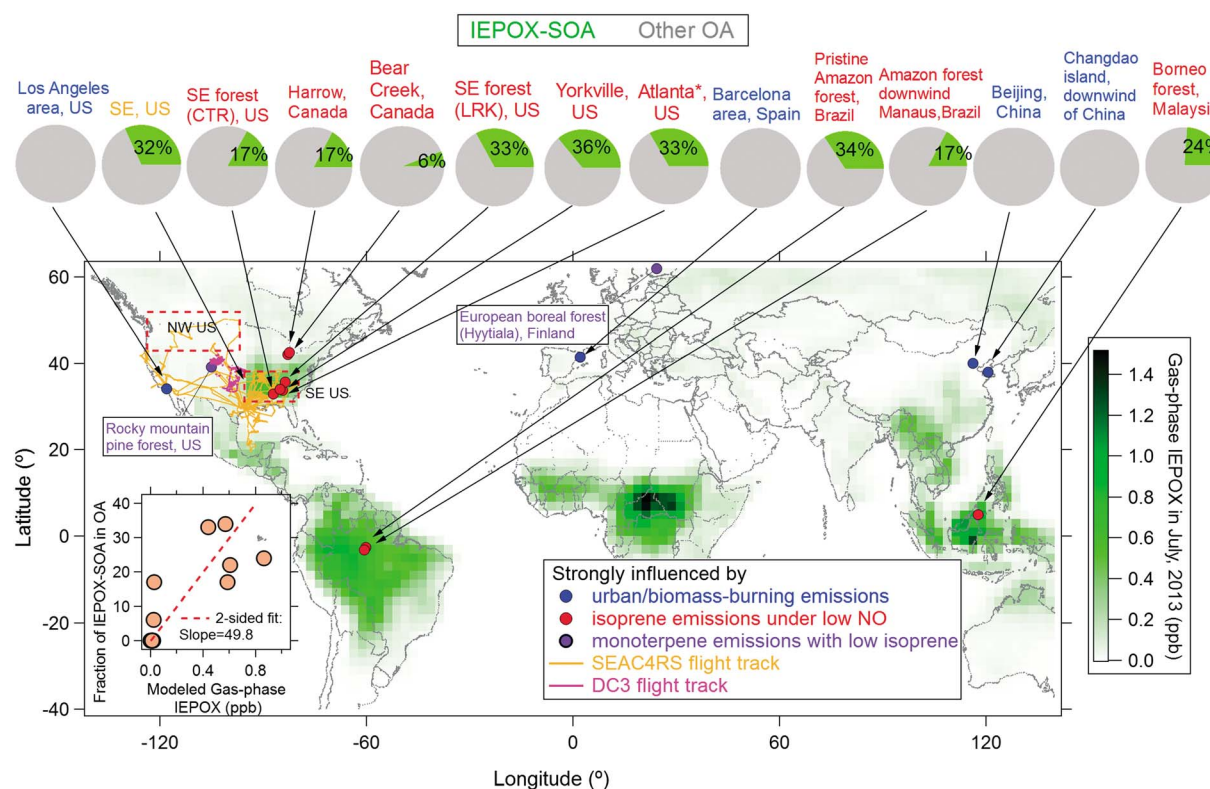 IEPOX-SOA Other OA
Los Angeles
area, US
SE, US
SE forest
(CTR), US
Harrow,
Canada
Bear
Creek,
Canada
SE forest
(LRK), US
Yorkville,
US
Atlanta*,
US
Barcelona
area, Spain
Pristine
Amazon
forest,
Brazil
Amazon forest
downwind
Manaus,Brazil
Beijing,
China
Changdao
island,
downwind
of China
Borneo
forest,
Malaysi
32%
17%
17%
6%
33%
36%
33%
34%
17%
24%
60
40
20
0
-20
-40
Latitude (º)
NW US
SE US
Rocky mountain
pine forest, US
European boreal forest
(Hyytiala), Finland
40
30
20
10
0
Fraction of IEPOX-SOA in OA
2-sided fit:
Slope=49.8
0.0 0.4 0.8
Modeled Gas-phase
IEPOX (ppb)
Strongly influenced by
urban/biomass-burning emissions
isoprene emissions under low NO
monoterpene emissions with low isoprene
SEAC4RS flight track
DC3 flight track
1.4
1.2
1.0
0.8
0.6
0.4
0.2
0.0
Gas-phase IEPOX in July, 2013 (ppb)
-120 -60 0 60 120
Longitude (º)